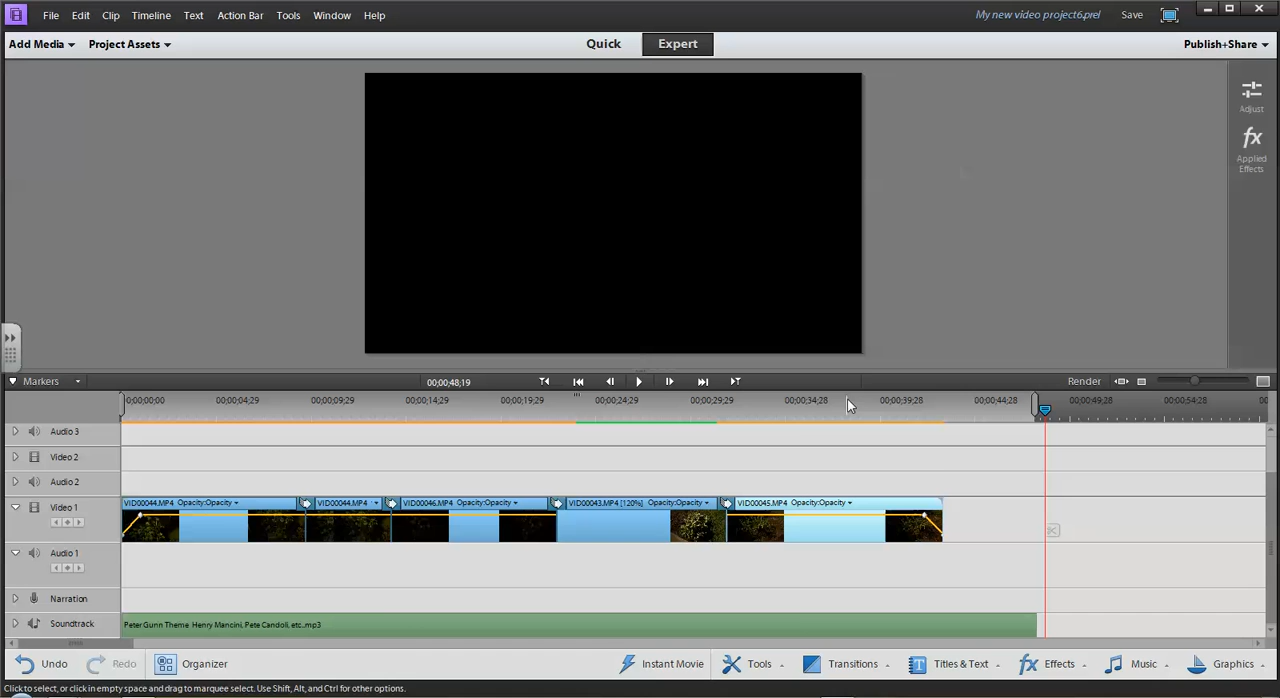 File Edit Clip Timeline Text Action Bar Tools Window Help My new video project6.prel Save
Add Media Project Assets Quick Expert Publish+Share
Adjust
fx
Applied
Effects
Markers 00;00;48;19 Render
0;00;00;00 00;00;04;29 00;00;09;29 00;00;14;29 00;00;19;29 00;00;24;29 00;00;29;29 00;00;34;28 00;00;39;28 00;00;44;28 00;00;49;28 00;00;54;28 00
Audio 3
Video 2
Audio 2
Video 1 VID00044.MP4 Opacity:Opacity VID00044.MP4 VID00046.MP4 Opacity:Opacity VID00043.MP4 [120%] Opacity:Opacity VID00045.MP4 Opacity:Opacity
Audio 1
Narration
Soundtrack Peter Gunn Theme Henry Mancini, Pete Candoli, etc..mp3
Undo Redo Organizer Instant Movie Tools Transitions Titles & Text fx Effects Music Graphics
Click to select, or click in empty space and drag to marquee select. Use Shift, Alt, and Ctrl for other options.